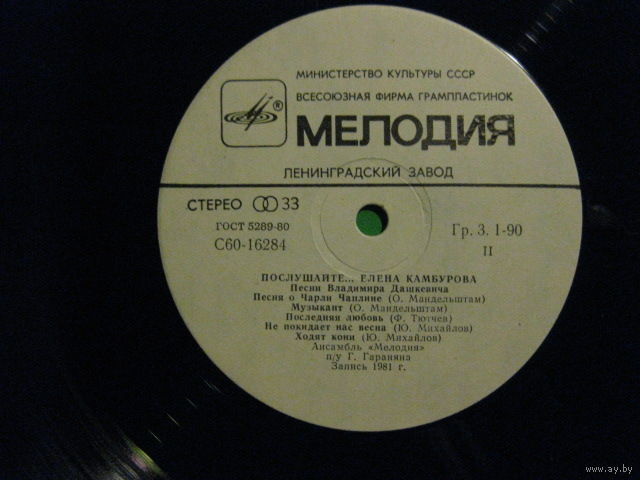 МИНИСТЕРСТВО КУЛЬТУРЫ СССР
ВСЕСОЮЗНАЯ ФИРМА ГРАМПЛАСТИНОК
®
МЕЛОДИЯ
ЛЕНИНГРАДСКИЙ ЗАВОД
СТЕРЕО 33
ГОСТ 5289-80
С60-16284
Гр. 3. 1-90
II
ПОСЛУШАЙТЕ... ЕЛЕНА КАМБУРОВА
Песни Владимира Дашкевича
Песня о Чарли Чаплине (О. Мандельштам)
Музыкант (О. Мандельштам)
Последняя любовь (Ф. Тютчев)
Не покидает нас весна (Ю. Михайлов)
Ходят кони (Ю. Михайлов)
Ансамбль «Мелодия»
п/у Г. Гараняна
Запись 1981 г.
www.ay.by